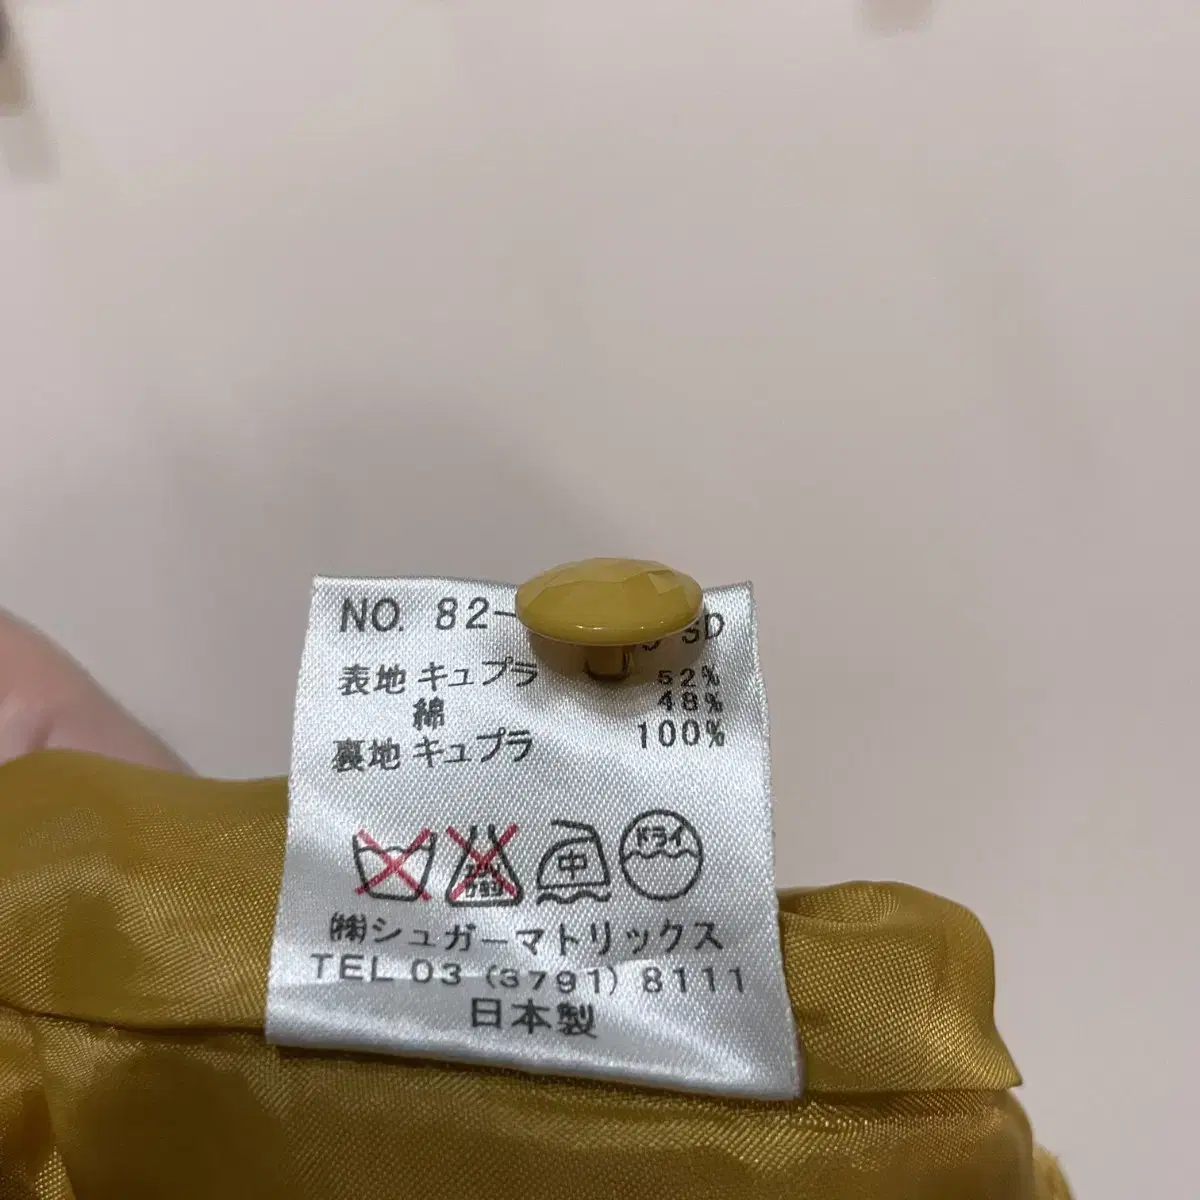 NO. 82- SD
表地 キュプラ 52%
綿 48%
裏地 キュプラ 100%
中 ドライ
㈱シュガーマトリックス
TEL 03 (3791) 8111
日本製